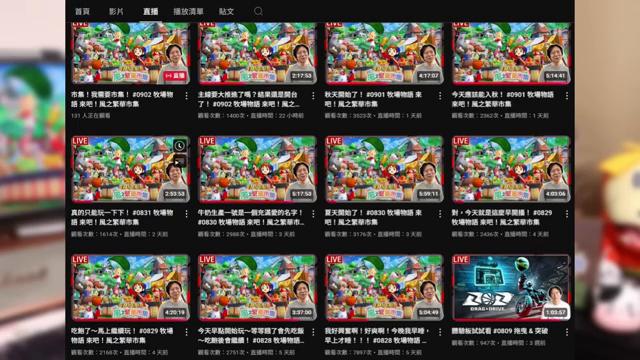 首頁 影片 直播 播放清單 貼文
LIVE LIVE LIVE LIVE
直播 2:17:53 4:17:07 5:14:41
市集！我需要市集！ #0902 牧場物
語 來吧！風之繁華市集
131 人正在觀看
主線要大推進了嗎？結果還是開台
了！ #0902 牧場物語 來吧！風之繁...
觀看次數：1400次・直播時間：22 小時前
秋天開始了！ #0901 牧場物語 來
吧！風之繁華市集
觀看次數：3523次・直播時間：1 天前
今天應該能入秋！ #0901 牧場物語
來吧！風之繁華市集
觀看次數：2362次・直播時間：1 天前
LIVE LIVE LIVE LIVE
2:53:53 5:17:53 5:59:11 4:03:06
真的只能玩一下下！ #0831 牧場物
語 來吧！風之繁華市集
觀看次數：1614次・直播時間：2 天前
牛奶生產一號是一個充滿愛的名字！
#0830 牧場物語 來吧！風之繁華市...
觀看次數：2988次・直播時間：3 天前
夏天開始了！ #0830 牧場物語 來
吧！風之繁華市集
觀看次數：3176次・直播時間：3 天前
對，今天就是這麼早開播！ #0829
牧場物語 來吧！風之繁華市集
觀看次數：2436次・直播時間：4 天前
LIVE LIVE LIVE LIVE
4:20:19 3:37:00 5:04:49 1:03:57
DRAG×DRIVE
吃飽了～馬上繼續玩！ #0829 牧場
物語 來吧！風之繁華市集
觀看次數：2168次・直播時間：4 天前
今天早點開始玩～等等餓了會先吃飯
～吃飽後會繼續！ #0828 牧場物語...
觀看次數：2751次・直播時間：5 天前
我好興奮啊！好爽啊！今晚我早睡，
早上才睡！！！ #0828 牧場物語 ...
觀看次數：7897次・直播時間：5 天前
體驗板試試看 #0809 拖曳 & 突破
觀看次數：947次・直播時間：3 週前